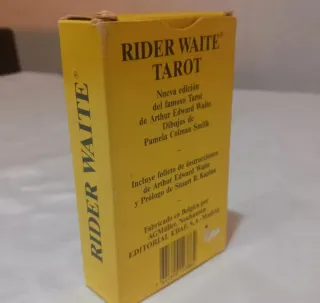 RIDER WAITE®
TAROT
Nueva edición
del famoso Tarot
de Arthur Edward Waite
Dibujos de
Pamela Colman Smith
Incluye folleto de instrucciones
de Arthur Edward Waite
y Prólogo de Stuart R. Kaplan
Fabricado en Bélgica por
AGMüller, Neuhausen
EDITORIAL EDAF, S.A. Madrid
RIDER WAITE®